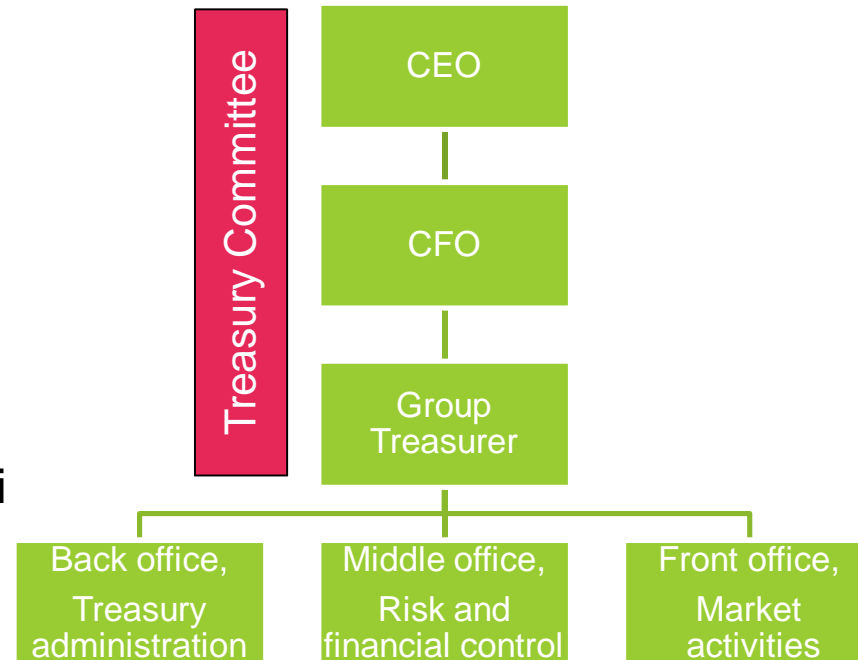 Treasury Committee
CEO
CFO
Group
Treasurer
i
Back office,
Treasury
administration
Middle office,
Risk and
financial control
Front office,
Market
activities